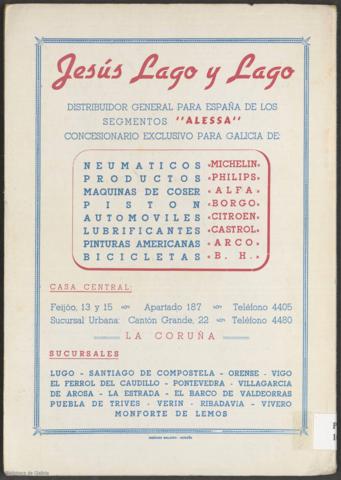 Jesús Lago y Lago
DISTRIBUIDOR GENERAL PARA ESPAÑA DE LOS
SEGMENTOS "ALESSA"
CONCESIONARIO EXCLUSIVO PARA GALICIA DE:
NEUMATICOS «MICHELIN»
PRODUCTOS «PHILIPS»
MAQUINAS DE COSER «ALFA»
PISTON «BORGO»
AUTOMOVILES «CITROEN»
LUBRIFICANTES «CASTROL»
PINTURAS AMERICANAS «ARCO»
BICICLETAS «B. H.»
CASA CENTRAL:
Feijóo, 13 y 15 Apartado 187 Teléfono 4405
Sucursal Urbana: Cantón Grande, 22 Teléfono 4480
LA CORUÑA
SUCURSALES
LUGO - SANTIAGO DE COMPOSTELA - ORENSE - VIGO
EL FERROL DEL CAUDILLO - PONTEVEDRA - VILLAGARCIA
DE AROSA - LA ESTRADA - EL BARCO DE VALDEORRAS
PUEBLA DE TRIVES - VERIN - RIBADAVIA - VIVERO
MONFORTE DE LEMOS
Biblioteca de Galicia